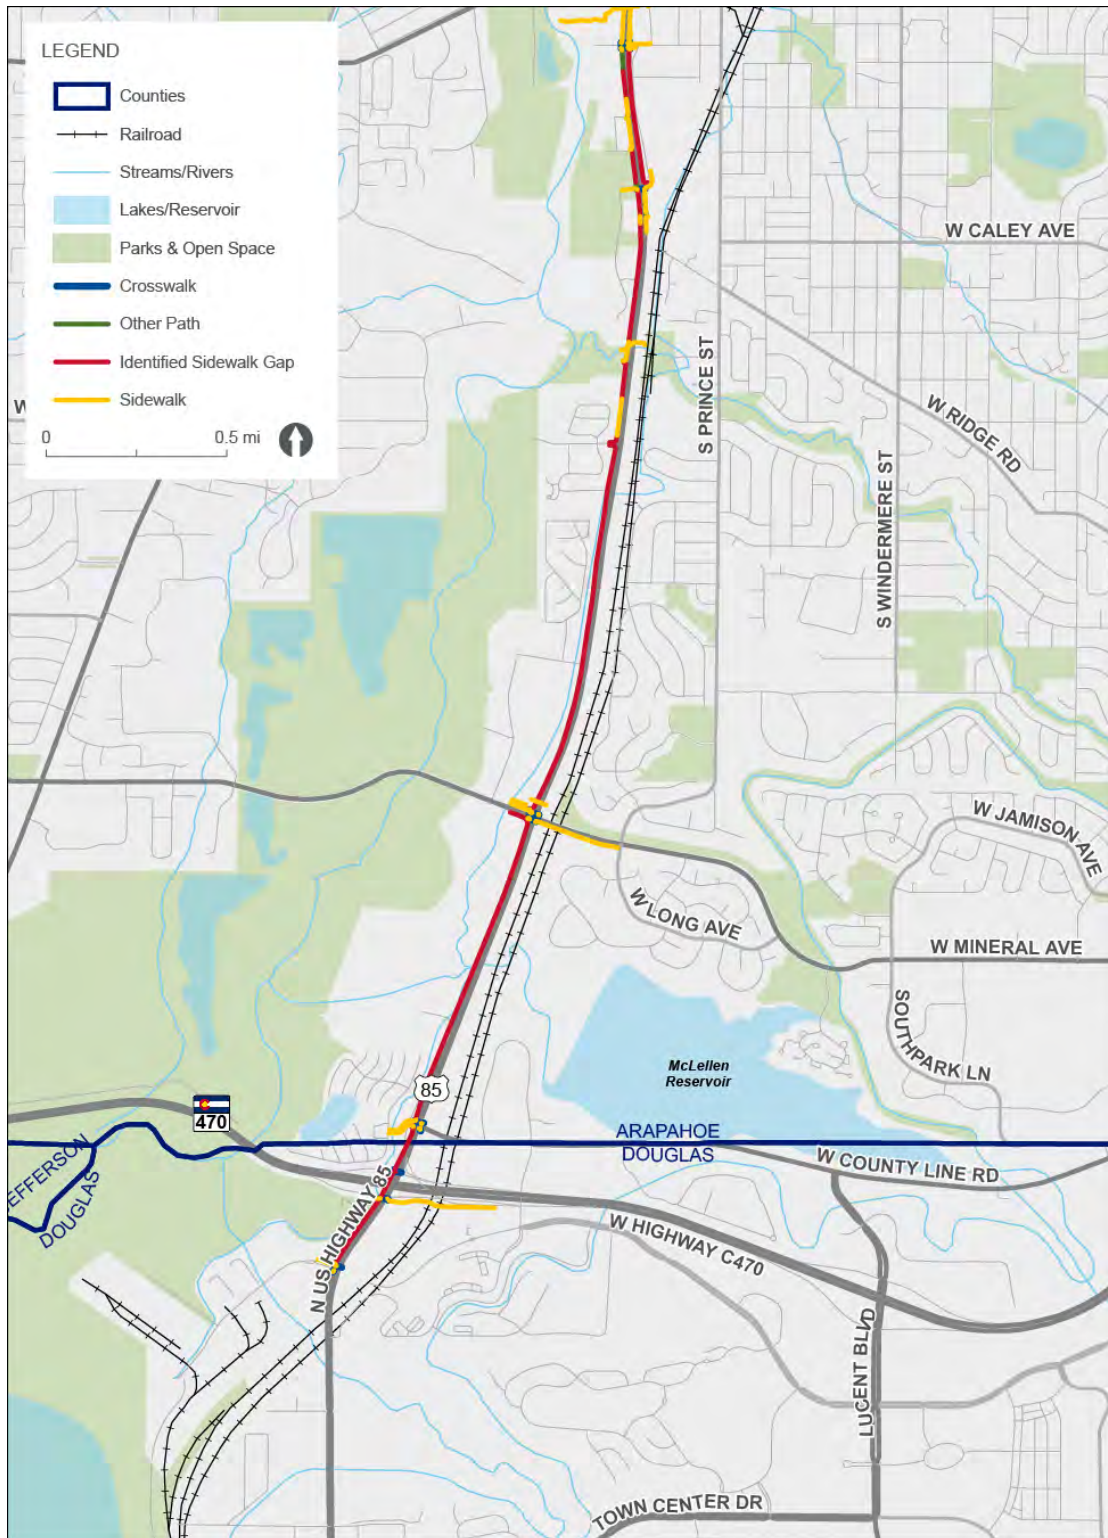 LEGEND
Counties
Railroad
Streams/Rivers
Lakes/Reservoir
Parks & Open Space
Crosswalk
Other Path
Identified Sidewalk Gap
Sidewalk
W
0 0.5 mi
W CALEY AVE
S PRINCE ST
W RIDGE RD
S WINDERMERE ST
W JAMISON AVE
W LONG AVE
W MINERAL AVE
SOUTHPARK LN
McLellen
Reservoir
85
470
ARAPAHOE
DOUGLAS
JEFFERSON
DOUGLAS
W COUNTY LINE RD
N US HIGHWAY 85
W HIGHWAY C470
LUCENT BLVD
TOWN CENTER DR